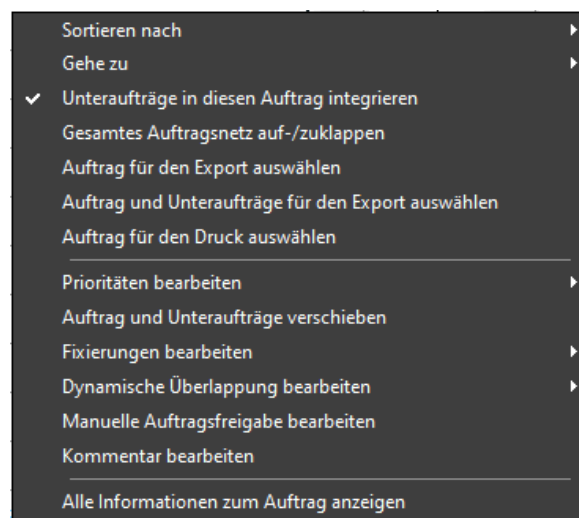 Sortieren nach
Gehe zu
Unteraufträge in diesen Auftrag integrieren
Gesamtes Auftragsnetz auf-/zuklappen
Auftrag für den Export auswählen
Auftrag und Unteraufträge für den Export auswählen
Auftrag für den Druck auswählen
Prioritäten bearbeiten
Auftrag und Unteraufträge verschieben
Fixierungen bearbeiten
Dynamische Überlappung bearbeiten
Manuelle Auftragsfreigabe bearbeiten
Kommentar bearbeiten
Alle Informationen zum Auftrag anzeigen